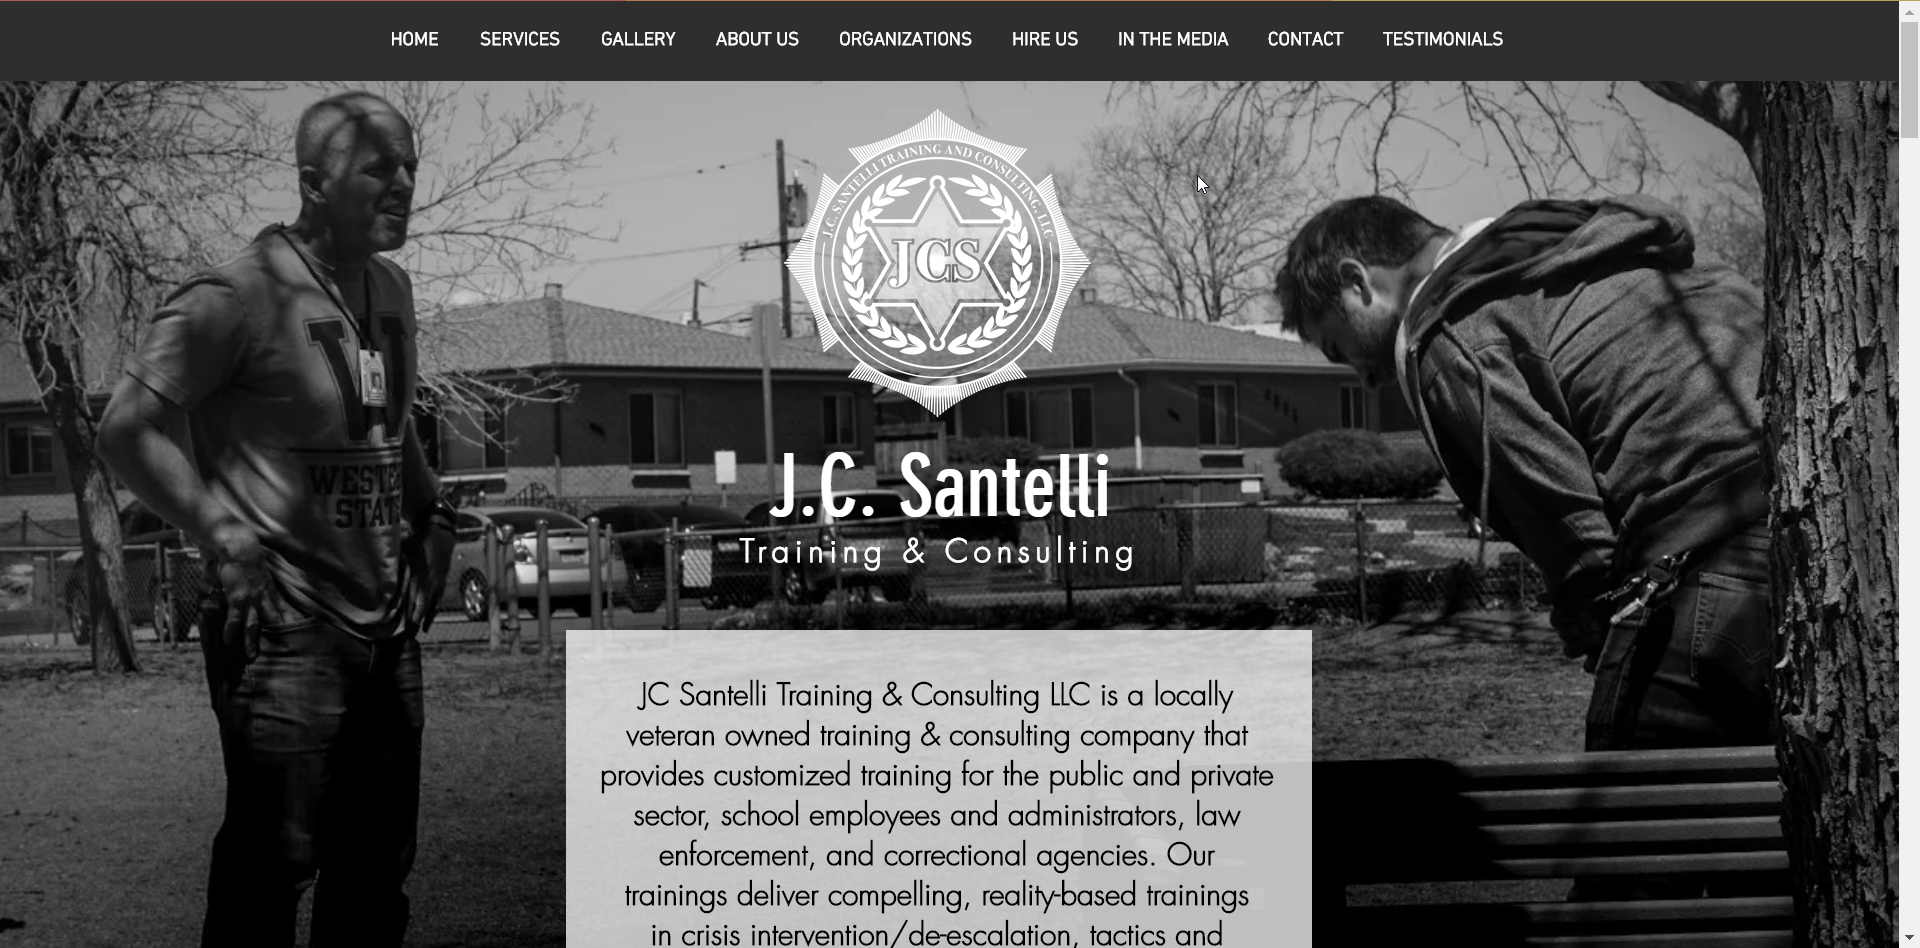 HOME SERVICES GALLERY ABOUT US ORGANIZATIONS HIRE US IN THE MEDIA CONTACT TESTIMONIALS
J.C. SANTELLI TRAINING AND CONSULTING, LLC
JCS
J.C. Santelli
Training & Consulting
WESTERN
STATE
JC Santelli Training & Consulting LLC is a locally
veteran owned training & consulting company that
provides customized training for the public and private
sector, school employees and administrators, law
enforcement, and correctional agencies. Our
trainings deliver compelling, reality-based trainings
in crisis intervention/de-escalation, tactics and